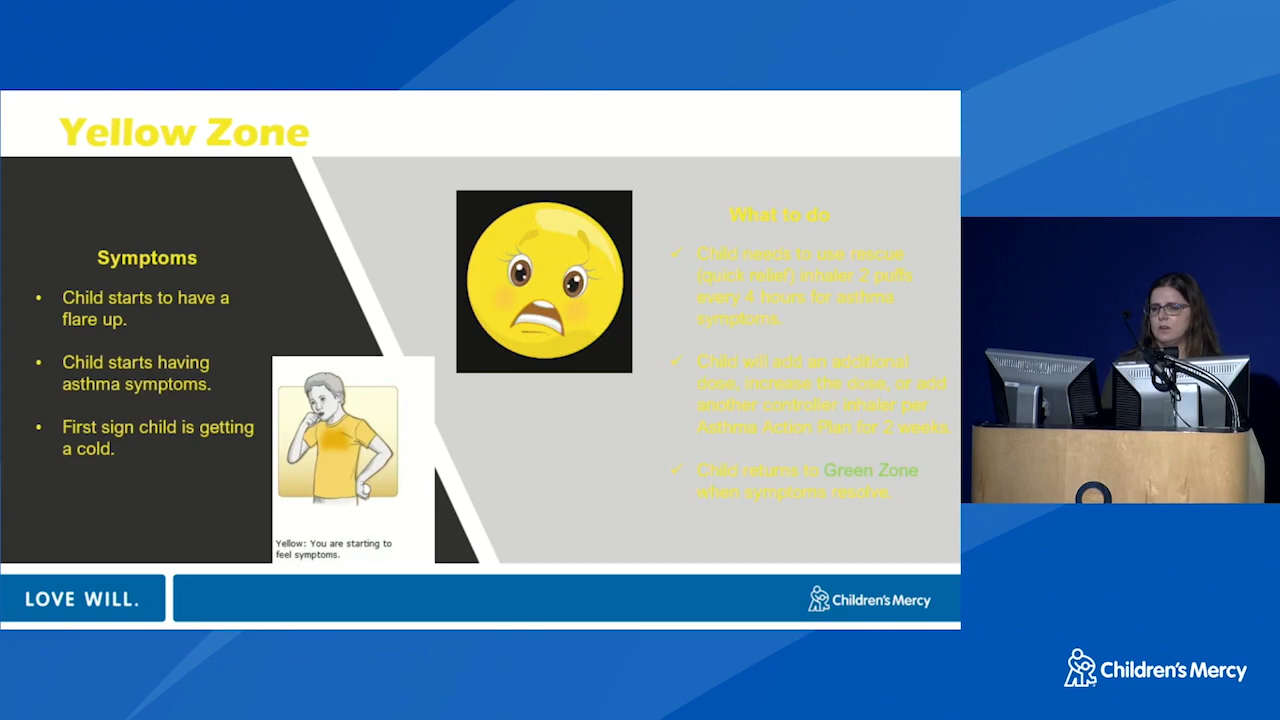 Yellow Zone
Symptoms
• Child starts to have a
flare up.
• Child starts having
asthma symptoms.
• First sign child is getting
a cold.
Yellow: You are starting to
feel symptoms.
What to do
✓ Child needs to use rescue
(quick relief) inhaler 2 puffs
every 4 hours for asthma
symptoms.
✓ Child will add an additional
dose, increase the dose, or add
another controller inhaler per
Asthma Action Plan for 2 weeks.
✓ Child returns to Green Zone
when symptoms resolve.
LOVE WILL.
Children's Mercy
Children's Mercy